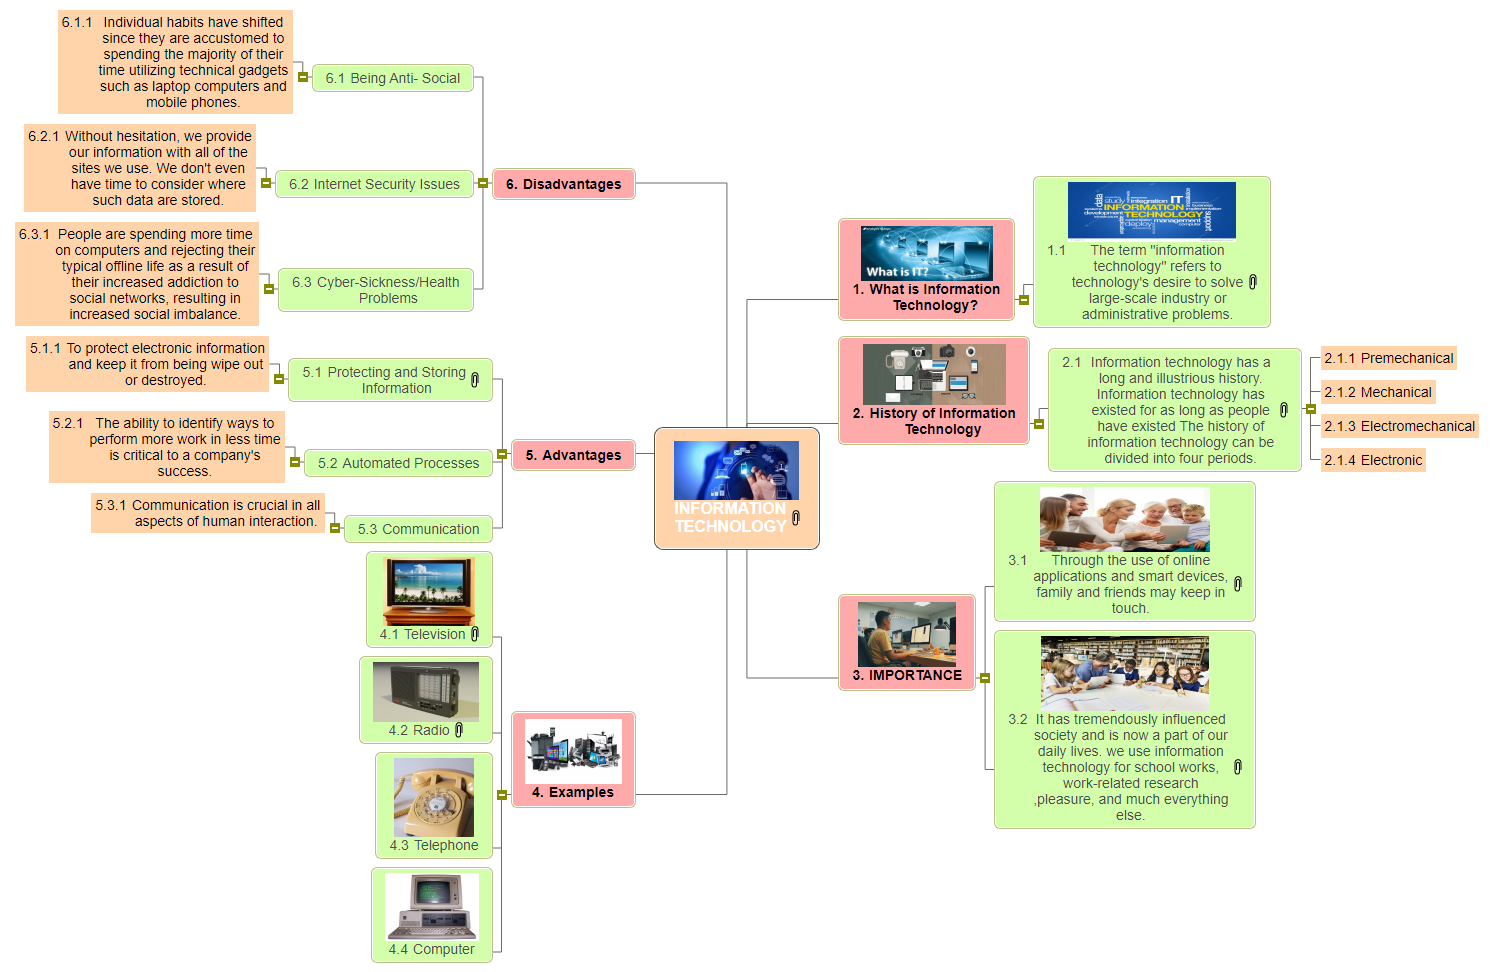 6.1.1 Individual habits have shifted
since they are accustomed to
spending the majority of their
time utilizing technical gadgets
such as laptop computers and
mobile phones.
6.1 Being Anti- Social
6.2.1 Without hesitation, we provide
our information with all of the
sites we use. We don't even
have time to consider where
such data are stored.
6.2 Internet Security Issues
6. Disadvantages
6.3.1 People are spending more time
on computers and rejecting their
typical offline life as a result of
their increased addiction to
social networks, resulting in
increased social imbalance.
6.3 Cyber-Sickness/Health
Problems
5.1.1 To protect electronic information
and keep it from being wipe out
or destroyed.
5.1 Protecting and Storing
Information
5.2.1 The ability to identify ways to
perform more work in less time
is critical to a company's
success.
5.2 Automated Processes
5. Advantages
5.3.1 Communication is crucial in all
aspects of human interaction.
5.3 Communication
4.1 Television
4.2 Radio
4.3 Telephone
4.4 Computer
4. Examples
INFORMATION
TECHNOLOGY
What is IT?
1. What is Information
Technology?
study integration IT
INFORMATION
TECHNOLOGY
development
management
deploy
support
data
computer
1.1 The term "information
technology" refers to
technology's desire to solve
large-scale industry or
administrative problems.
2. History of Information
Technology
2.1 Information technology has a
long and illustrious history.
Information technology has
existed for as long as people
have existed The history of
information technology can be
divided into four periods.
2.1.1 Premechanical
2.1.2 Mechanical
2.1.3 Electromechanical
2.1.4 Electronic
3. IMPORTANCE
3.1 Through the use of online
applications and smart devices,
family and friends may keep in
touch.
3.2 It has tremendously influenced
society and is now a part of our
daily lives. we use information
technology for school works,
work-related research
,pleasure, and much everything
else.